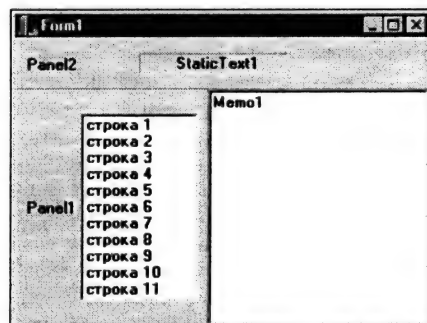 Form1
Panel2
StaticText1
Memo1
строка 1
строка 2
строка 3
строка 4
строка 5
Panel1
строка 6
строка 7
строка 8
строка 9
строка 10
строка 11